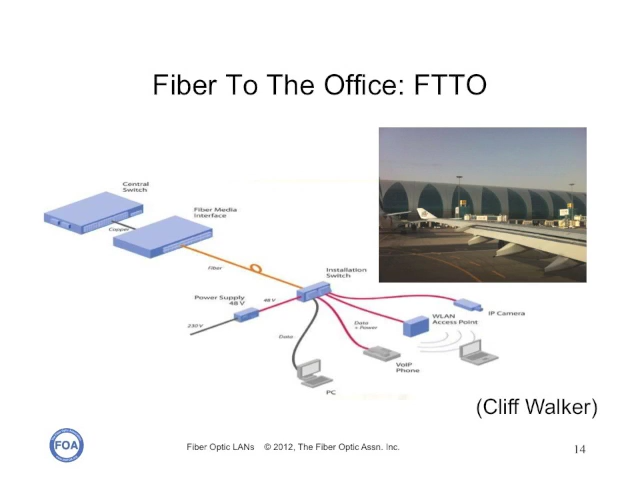 Fiber To The Office: FTTO
Central
Switch
Fiber Media
Interface
Copper
Fiber
Installation
Switch
Power Supply
48 V
48 V
230 V
Data
Data
+ Power
IP Camera
WLAN
Access Point
VoIP
Phone
PC
(Cliff Walker)
FOA
Fiber Optic LANs © 2012, The Fiber Optic Assn. Inc.
14